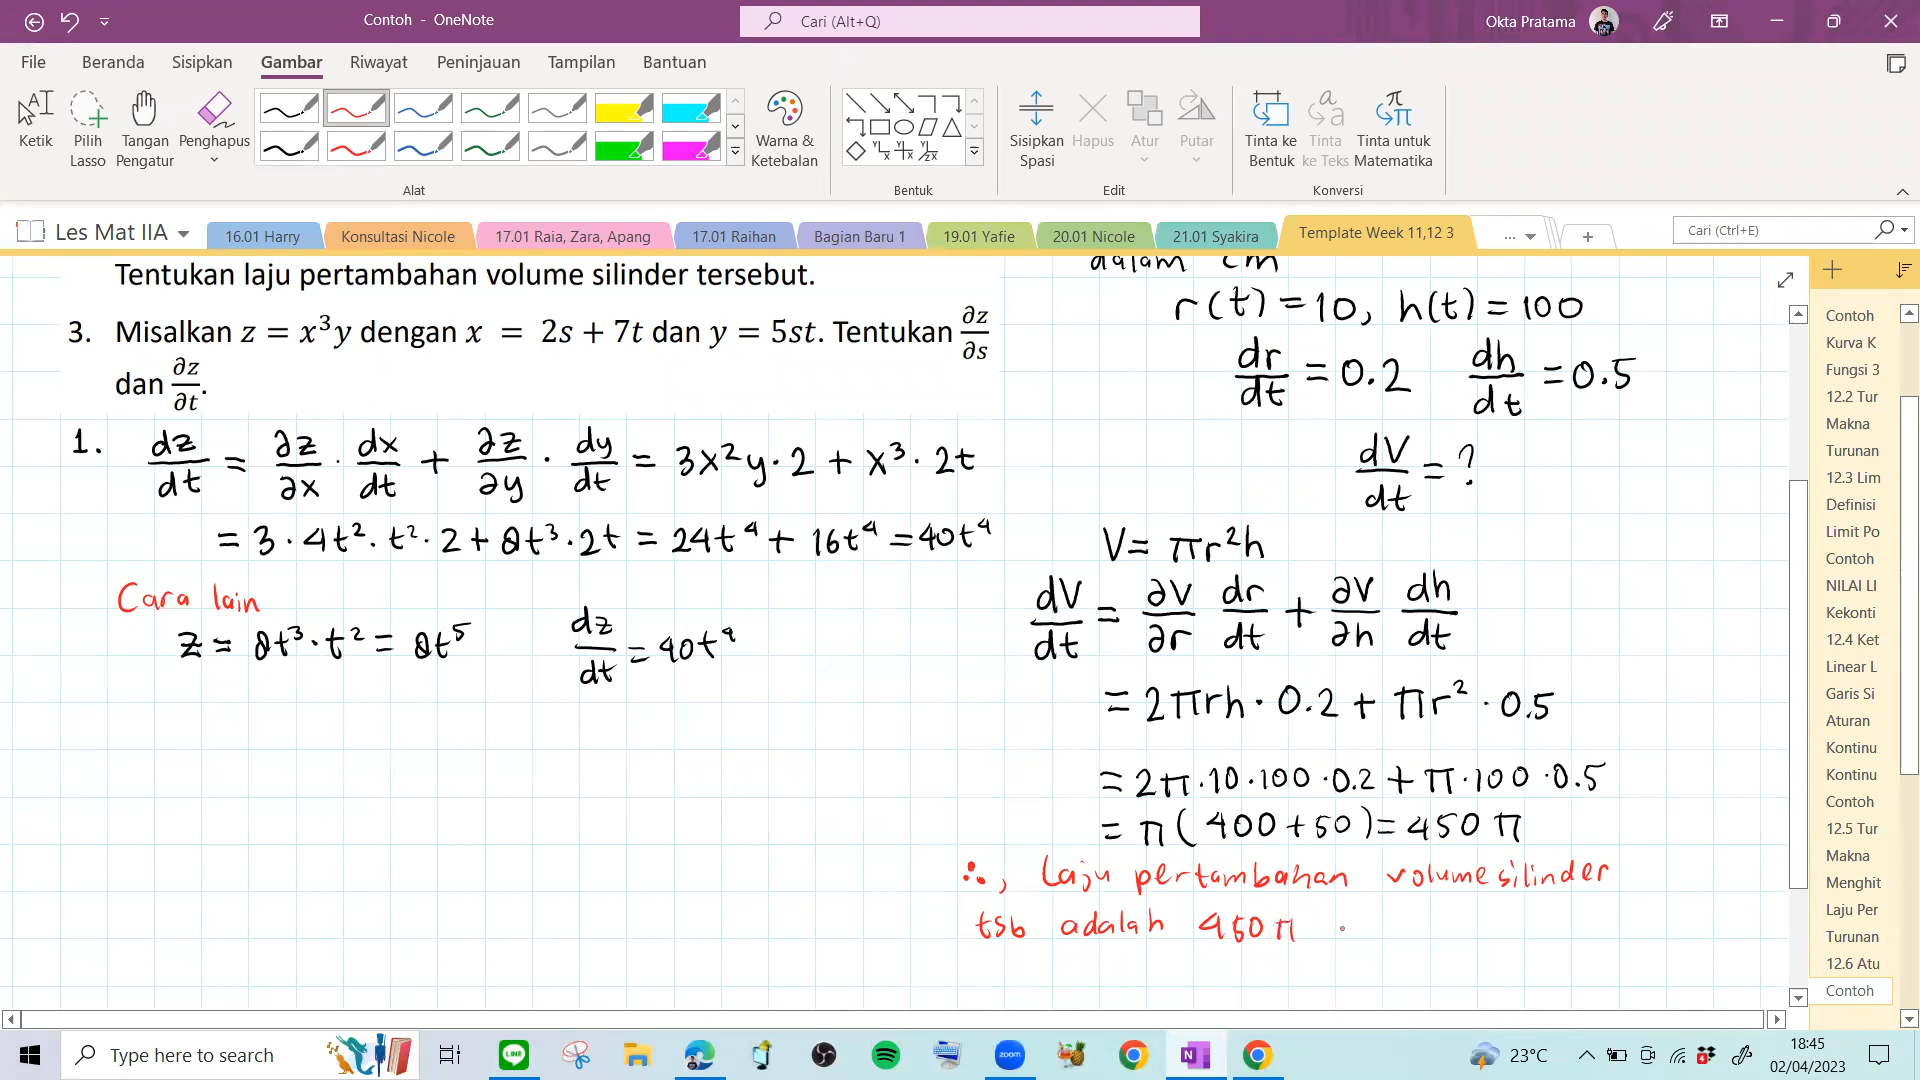 Contoh - OneNote
Cari (Alt+Q)
Okta Pratama
File Beranda Sisipkan Gambar Riwayat Peninjauan Tampilan Bantuan
Ketik
Pilih Lasso
Tangan Pengatur
Penghapus
Warna & Ketebalan
Sisipkan Spasi
Hapus
Atur
Putar
Tinta ke Bentuk
Tinta ke Teks
Tinta untuk Matematika
Alat
Bentuk
Edit
Konversi
Les Mat IIA
16.01 Harry
Konsultasi Nicole
17.01 Raia, Zara, Apang
17.01 Raihan
Bagian Baru 1
19.01 Yafie
20.01 Nicole
21.01 Syakira
Template Week 11,12 3
...
Cari (Ctrl+E)
Tentukan laju pertambahan volume silinder tersebut.
3. Misalkan z = x³y dengan x = 2s + 7t dan y = 5st. Tentukan ∂z/∂s
dan ∂z/∂t.
1. dz/dt = ∂z/∂x · dx/dt + ∂z/∂y · dy/dt = 3x²y · 2 + x³ · 2t
= 3 · 4t² · t² · 2 + 8t³ · 2t = 24t⁴ + 16t⁴ = 40t⁴
Cara lain
z = 8t³ · t² = 8t⁵ dz/dt = 40t⁴
dalam cm
r(t) = 10, h(t) = 100
dr/dt = 0.2 dh/dt = 0.5
dV/dt = ?
V = πr²h
dV/dt = ∂V/∂r dr/dt + ∂V/∂h dh/dt
= 2πrh · 0.2 + πr² · 0.5
= 2π · 10 · 100 · 0.2 + π · 100 · 0.5
= π(400 + 50) = 450 π
∴, Laju pertambahan volume silinder
tsb adalah 450 π
Contoh
Kurva K
Fungsi 3
12.2 Tur
Makna
Turunan
12.3 Lim
Definisi
Limit Po
Contoh
NILAI LI
Kekonti
12.4 Ket
Linear L
Garis Si
Aturan
Kontinu
Kontinu
Contoh
12.5 Tur
Makna
Menghit
Laju Per
Turunan
12.6 Atu
Contoh
Type here to search
LINE
zoom
23°C
18:45
02/04/2023